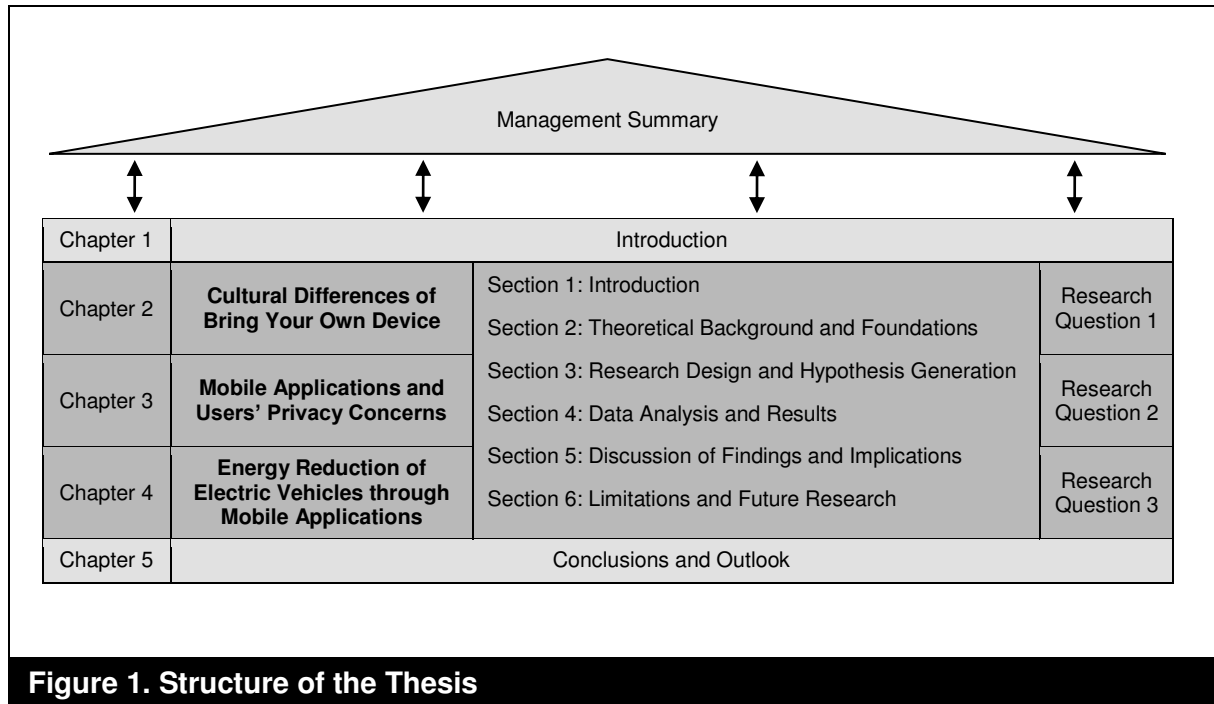 Management Summary
Chapter 1
Introduction
Chapter 2
Cultural Differences of
Bring Your Own Device
Chapter 3
Mobile Applications and
Users' Privacy Concerns
Chapter 4
Energy Reduction of
Electric Vehicles through
Mobile Applications
Section 1: Introduction
Section 2: Theoretical Background and Foundations
Section 3: Research Design and Hypothesis Generation
Section 4: Data Analysis and Results
Section 5: Discussion of Findings and Implications
Section 6: Limitations and Future Research
Research
Question 1
Research
Question 2
Research
Question 3
Chapter 5
Conclusions and Outlook
Figure 1. Structure of the Thesis